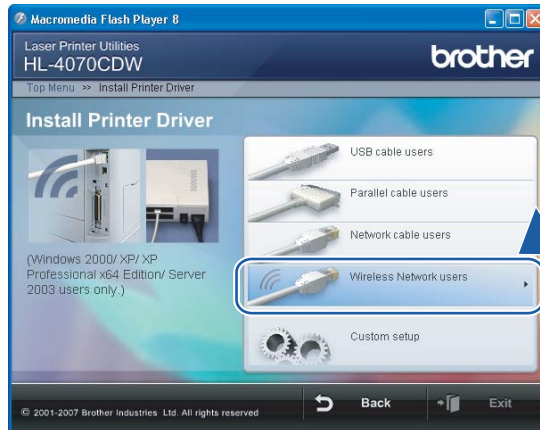 Macromedia Flash Player 8
Laser Printer Utilities
HL-4070CDW
brother
Top Menu >> Install Printer Driver
Install Printer Driver
(Windows 2000/ XP/ XP
Professional x64 Edition/ Server
2003 users only.)
USB cable users
Parallel cable users
Network cable users
Wireless Network users
Custom setup
© 2001-2007 Brother Industries Ltd. All rights reserved
Back
Exit